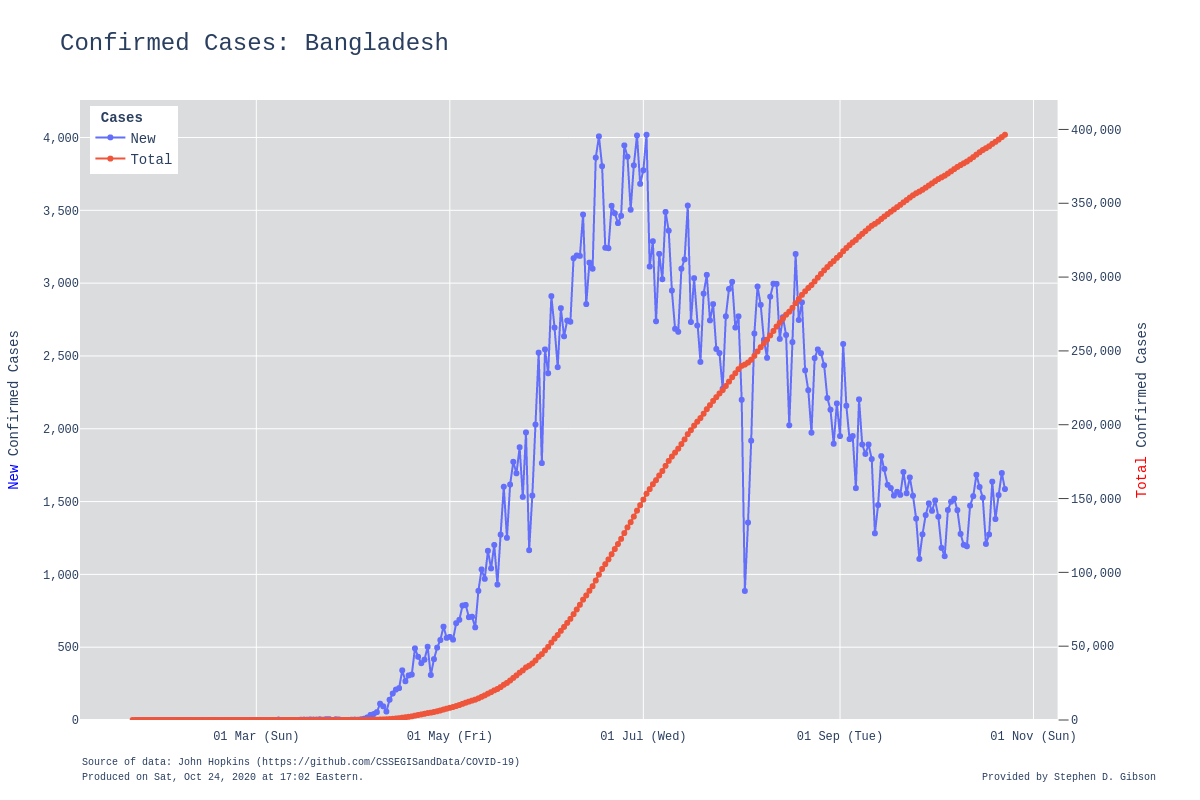 Confirmed Cases: Bangladesh
Cases
New
Total
4,000
3,500
3,000
2,500
2,000
1,500
1,000
500
0
New Confirmed Cases
400,000
350,000
300,000
250,000
200,000
150,000
100,000
50,000
0
Total Confirmed Cases
01 Mar (Sun)
01 May (Fri)
01 Jul (Wed)
01 Sep (Tue)
01 Nov (Sun)
Source of data: John Hopkins (https://github.com/CSSEGISandData/COVID-19)
Produced on Sat, Oct 24, 2020 at 17:02 Eastern.
Provided by Stephen D. Gibson